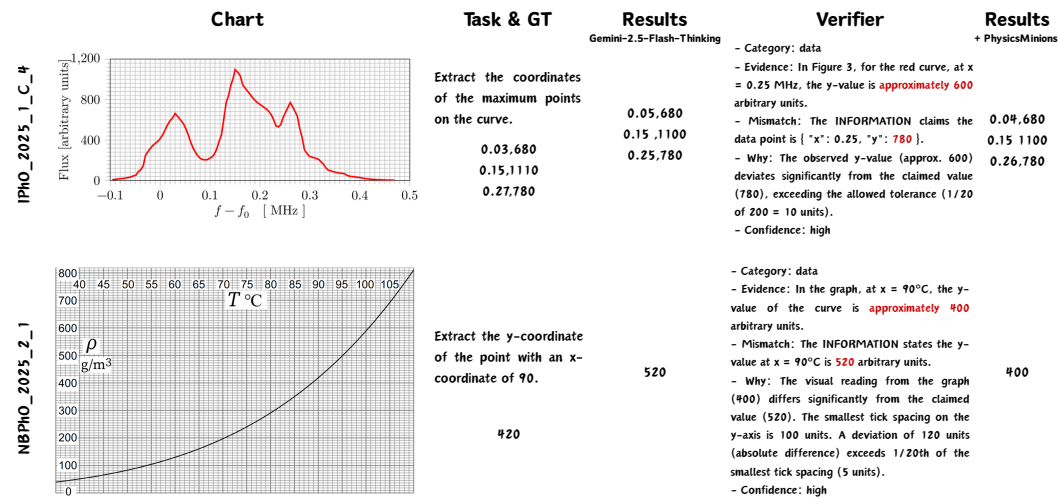 Chart
Task & GT
Results
Gemini-2.5-Flash-Thinking
Verifier
Results
+ PhysicsMinions
IPhO_2025_1_C_4
Flux [arbitrary units]
1,200
800
400
0
−0.1
0
0.1
0.2
0.3
0.4
0.5
f − f₀ [ MHz ]
Extract the coordinates
of the maximum points
on the curve.
0.03,680
0.15,1110
0.27,780
0.05,680
0.15 ,1100
0.25,780
- Category: data
- Evidence: In Figure 3, for the red curve, at x
= 0.25 MHz, the y-value is approximately 600
arbitrary units.
- Mismatch: The INFORMATION claims the
data point is { "x": 0.25, "y": 780 }.
- Why: The observed y-value (approx. 600)
deviates significantly from the claimed value
(780), exceeding the allowed tolerance (1/20
of 200 = 10 units).
- Confidence: high
0.04,680
0.15 1100
0.26,780
NBPhO_2025_2_1
800
700
600
500
400
300
200
100
0
40 45 50 55 60 65 70 75 80 85 90 95 100 105
T °C
ρ
g/m³
Extract the y-coordinate
of the point with an x-
coordinate of 90.
420
520
- Category: data
- Evidence: In the graph, at x = 90°C, the y-
value of the curve is approximately 400
arbitrary units.
- Mismatch: The INFORMATION states the y-
value at x = 90°C is 520 arbitrary units.
- Why: The visual reading from the graph
(400) differs significantly from the claimed
value (520). The smallest tick spacing on the
y-axis is 100 units. A deviation of 120 units
(absolute difference) exceeds 1/20th of the
smallest tick spacing (5 units).
- Confidence: high
400